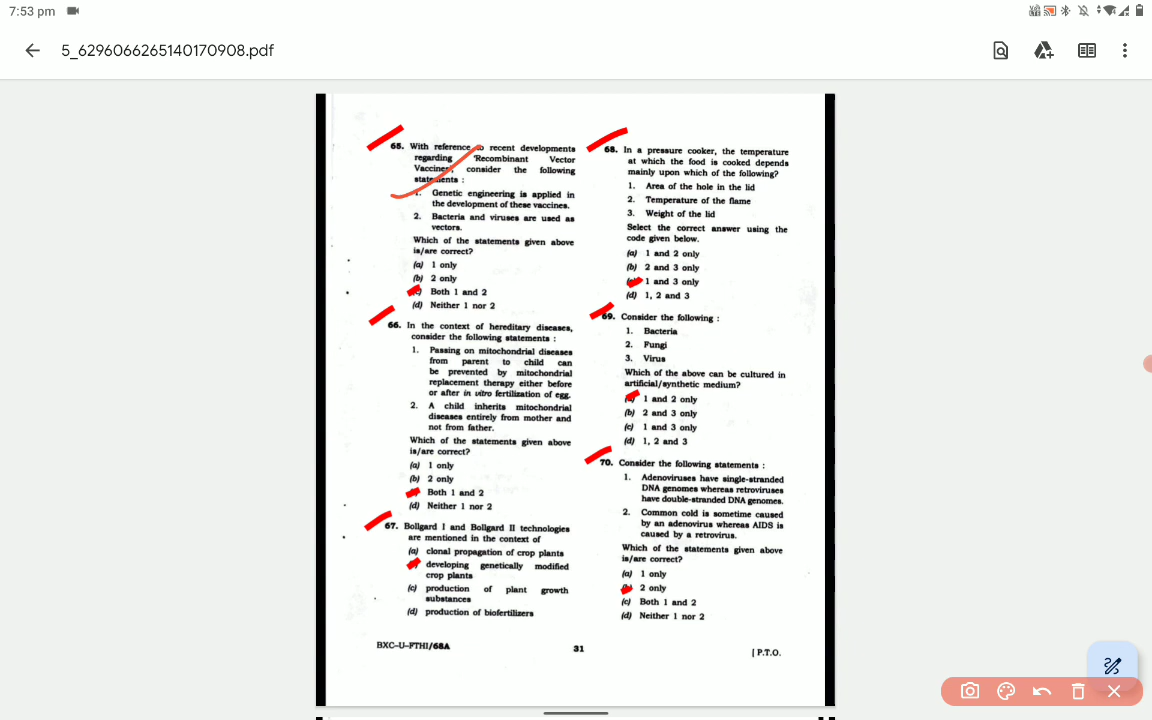 7:53 pm
5_6296066265140170908.pdf
65. With reference to recent developments
regarding 'Recombinant Vector
Vaccines', consider the following
statements :
1. Genetic engineering is applied in
the development of these vaccines.
2. Bacteria and viruses are used as
vectors.
Which of the statements given above
is/are correct?
(a) 1 only
(b) 2 only
Both 1 and 2
(d) Neither 1 nor 2
66. In the context of hereditary diseases,
consider the following statements :
1. Passing on mitochondrial diseases
from parent to child can
be prevented by mitochondrial
replacement therapy either before
or after in vitro fertilization of egg.
2. A child inherits mitochondrial
diseases entirely from mother and
not from father.
Which of the statements given above
is/are correct?
(a) 1 only
(b) 2 only
Both 1 and 2
(d) Neither 1 nor 2
67. Bollgard I and Bollgard II technologies
are mentioned in the context of
(a) clonal propagation of crop plants
developing genetically modified
crop plants
(c) production of plant growth
substances
(d) production of biofertilizers
68. In a pressure cooker, the temperature
at which the food is cooked depends
mainly upon which of the following?
1. Area of the hole in the lid
2. Temperature of the flame
3. Weight of the lid
Select the correct answer using the
code given below.
(a) 1 and 2 only
(b) 2 and 3 only
1 and 3 only
(d) 1, 2 and 3
69. Consider the following :
1. Bacteria
2. Fungi
3. Virus
Which of the above can be cultured in
artificial/synthetic medium?
1 and 2 only
(b) 2 and 3 only
(c) 1 and 3 only
(d) 1, 2 and 3
70. Consider the following statements :
1. Adenoviruses have single-stranded
DNA genomes whereas retroviruses
have double-stranded DNA genomes.
2. Common cold is sometime caused
by an adenovirus whereas AIDS is
caused by a retrovirus.
Which of the statements given above
is/are correct?
(a) 1 only
2 only
(c) Both 1 and 2
(d) Neither 1 nor 2
BXC-U-FTHI/68A
31
[ P.T.O.